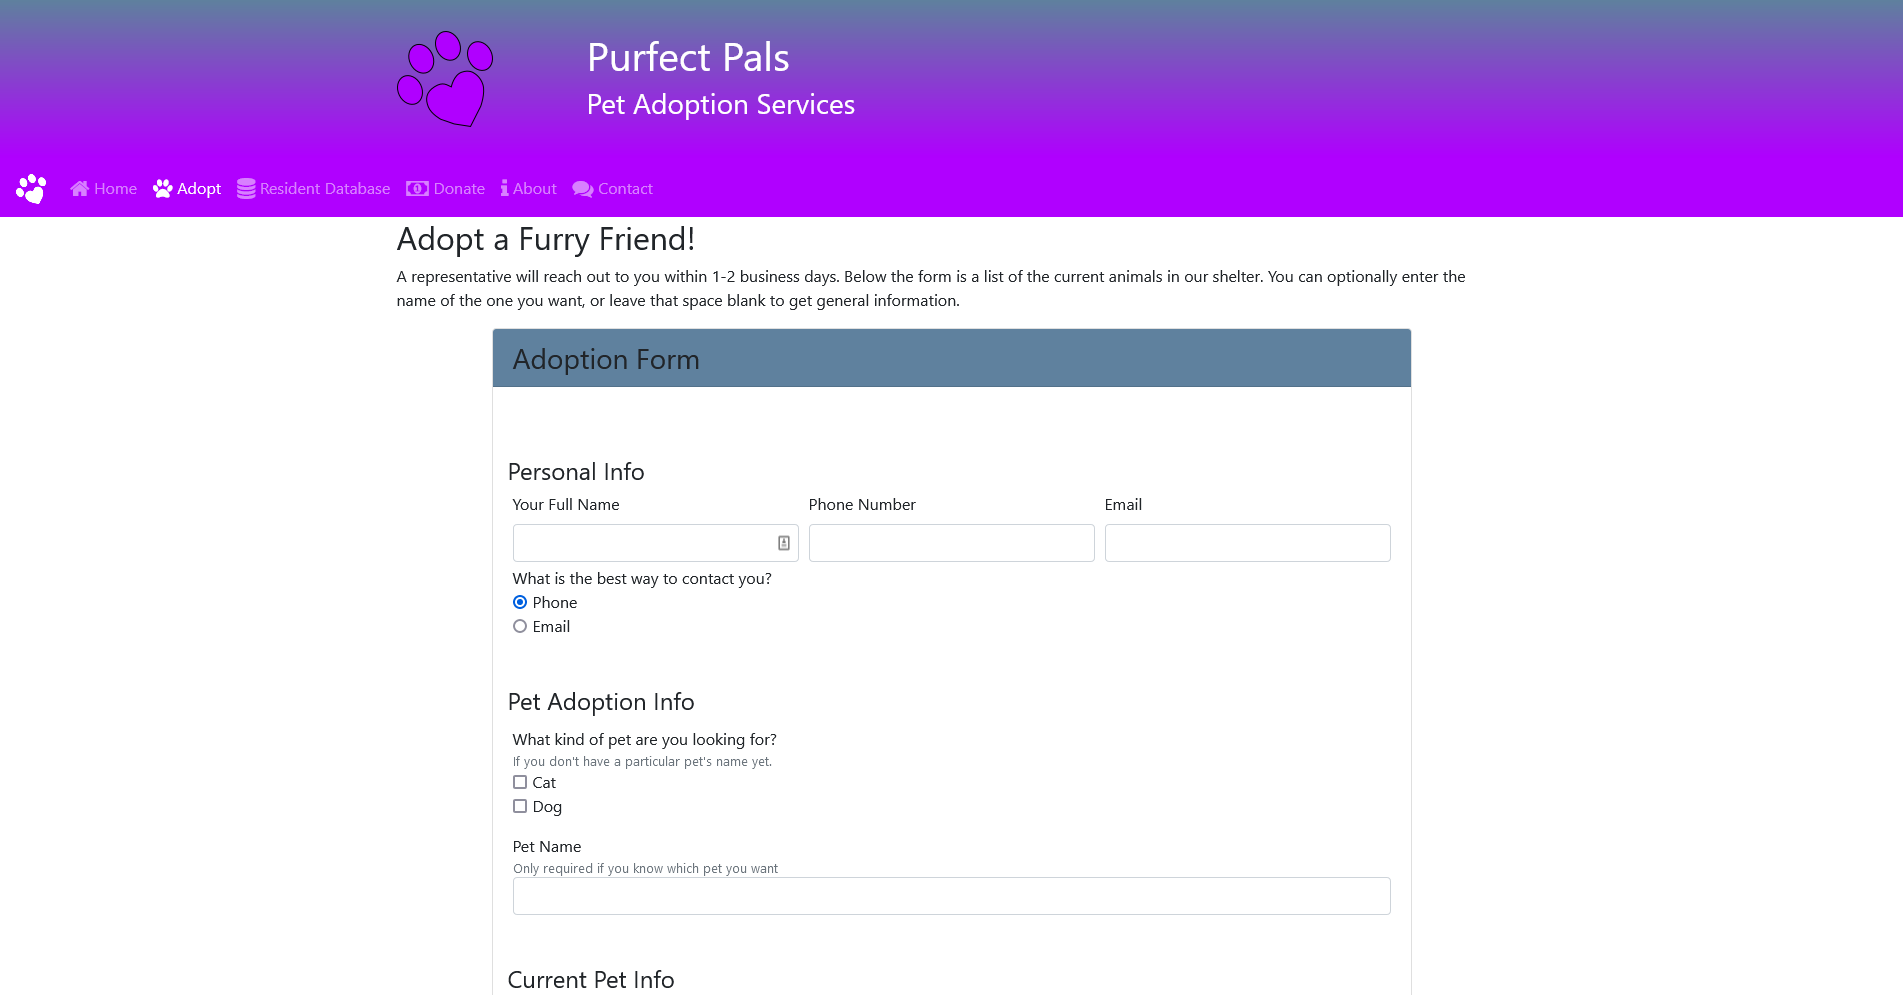 Purfect Pals
Pet Adoption Services
Home Adopt Resident Database Donate About Contact
Adopt a Furry Friend!
A representative will reach out to you within 1-2 business days. Below the form is a list of the current animals in our shelter. You can optionally enter the
name of the one you want, or leave that space blank to get general information.
Adoption Form
Personal Info
Your Full Name Phone Number Email
What is the best way to contact you?
Phone
Email
Pet Adoption Info
What kind of pet are you looking for?
If you don't have a particular pet's name yet.
Cat
Dog
Pet Name
Only required if you know which pet you want
Current Pet Info